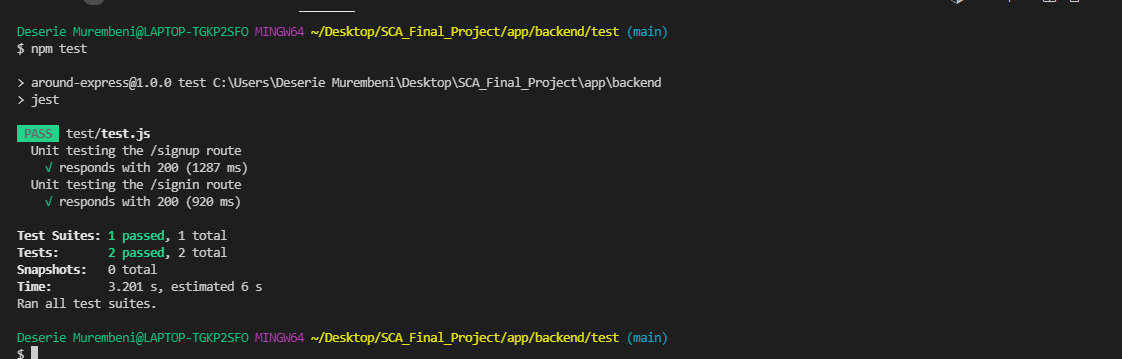 Deserie Murembeni@LAPTOP-TGKP2SFO MINGW64 ~/Desktop/SCA_Final_Project/app/backend/test (main)
$ npm test
> around-express@1.0.0 test C:\Users\Deserie Murembeni\Desktop\SCA_Final_Project\app\backend
> jest
PASS test/test.js
Unit testing the /signup route
√ responds with 200 (1287 ms)
Unit testing the /signin route
√ responds with 200 (920 ms)
Test Suites: 1 passed, 1 total
Tests: 2 passed, 2 total
Snapshots: 0 total
Time: 3.201 s, estimated 6 s
Ran all test suites.
Deserie Murembeni@LAPTOP-TGKP2SFO MINGW64 ~/Desktop/SCA_Final_Project/app/backend/test (main)
$